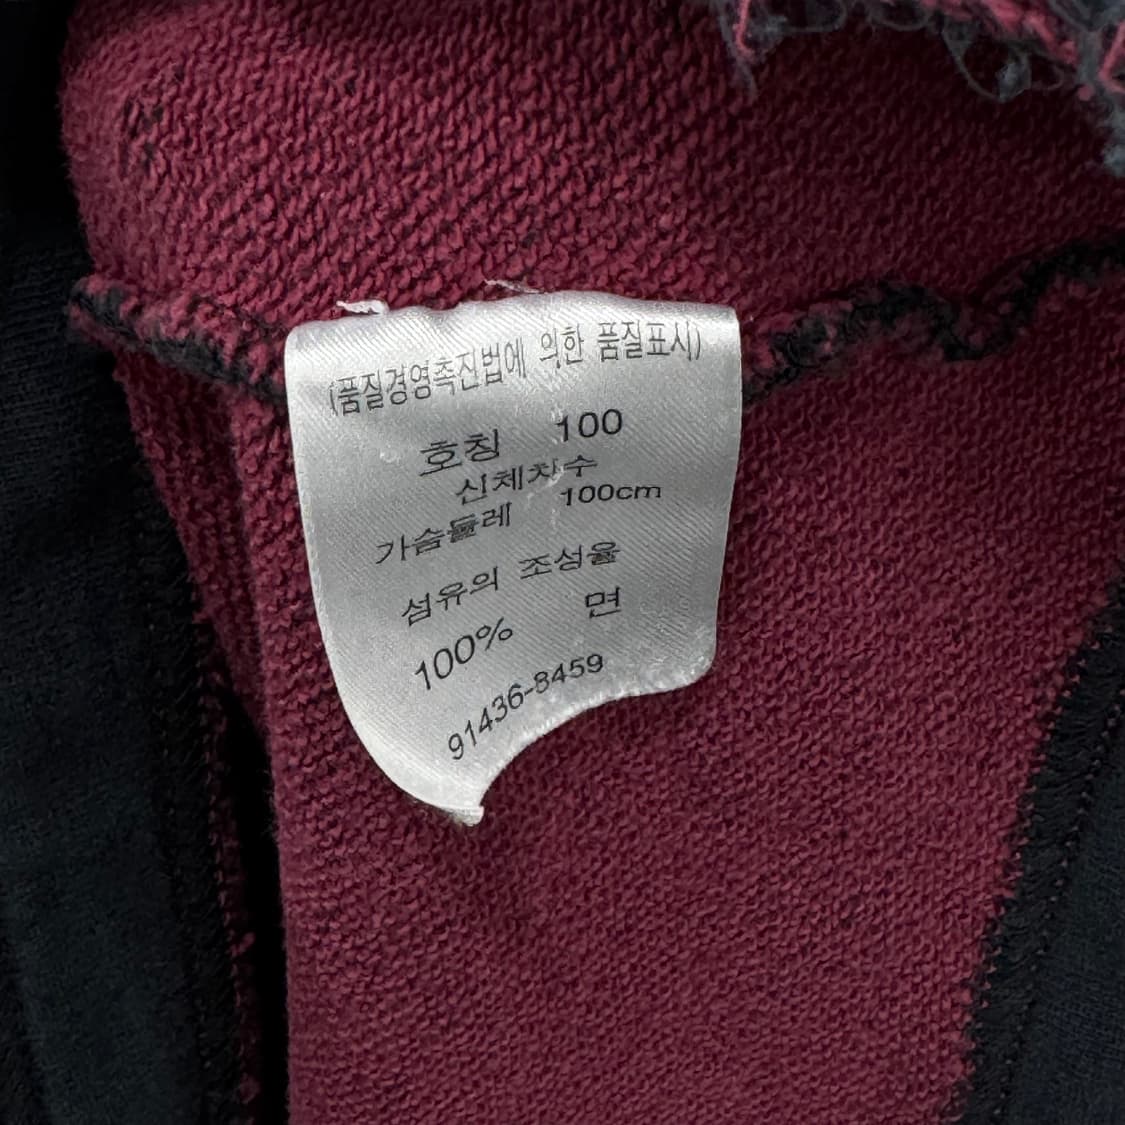 (품질경영촉진법에 의한 품질표시)
호칭 100
신체치수
가슴둘레 100cm
섬유의 조성율
100% 면
91436-8459